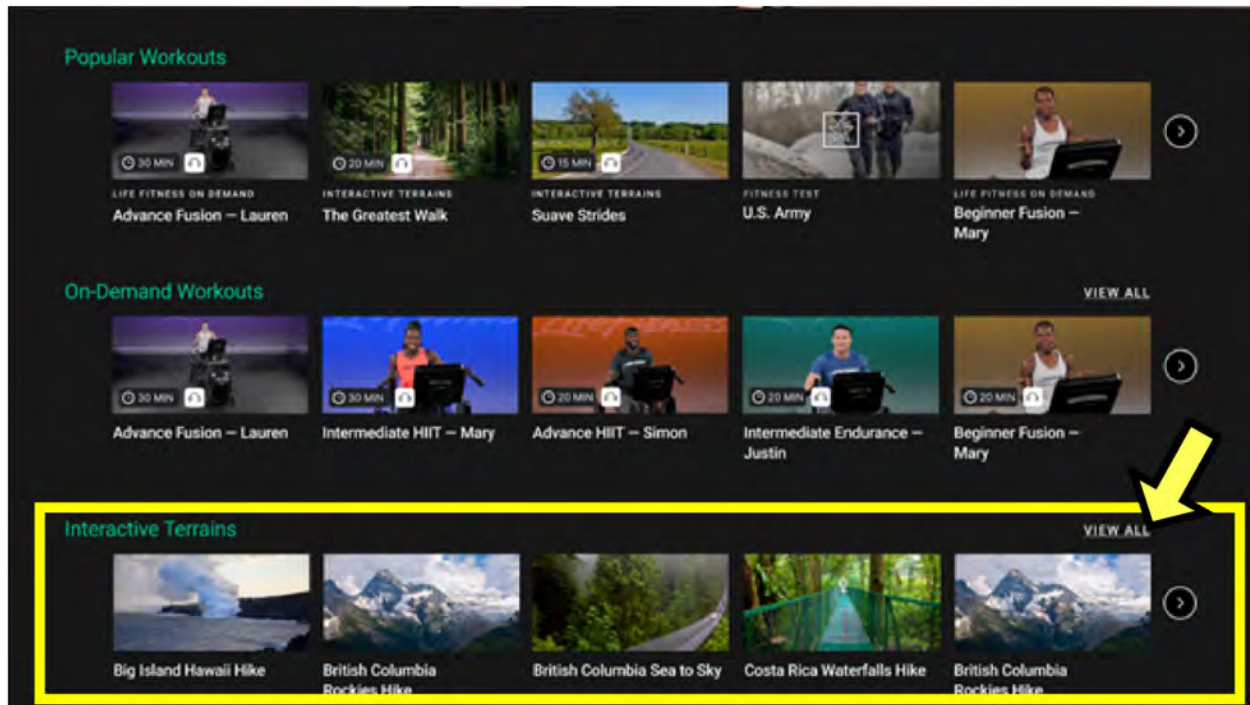 Popular Workouts
30 MIN
20 MIN
15 MIN
LIFE FITNESS ON DEMAND
INTERACTIVE TERRAINS
INTERACTIVE TERRAINS
FITNESS TEST
LIFE FITNESS ON DEMAND
Advance Fusion — Lauren
The Greatest Walk
Suave Strides
U.S. Army
Beginner Fusion —
Mary
On-Demand Workouts
VIEW ALL
30 MIN
30 MIN
20 MIN
20 MIN
20 MIN
Advance Fusion — Lauren
Intermediate HIIT — Mary
Advance HIIT — Simon
Intermediate Endurance —
Justin
Beginner Fusion —
Mary
Interactive Terrains
VIEW ALL
Big Island Hawaii Hike
British Columbia
Rockies Hike
British Columbia Sea to Sky
Costa Rica Waterfalls Hike
British Columbia
Rockies Hike